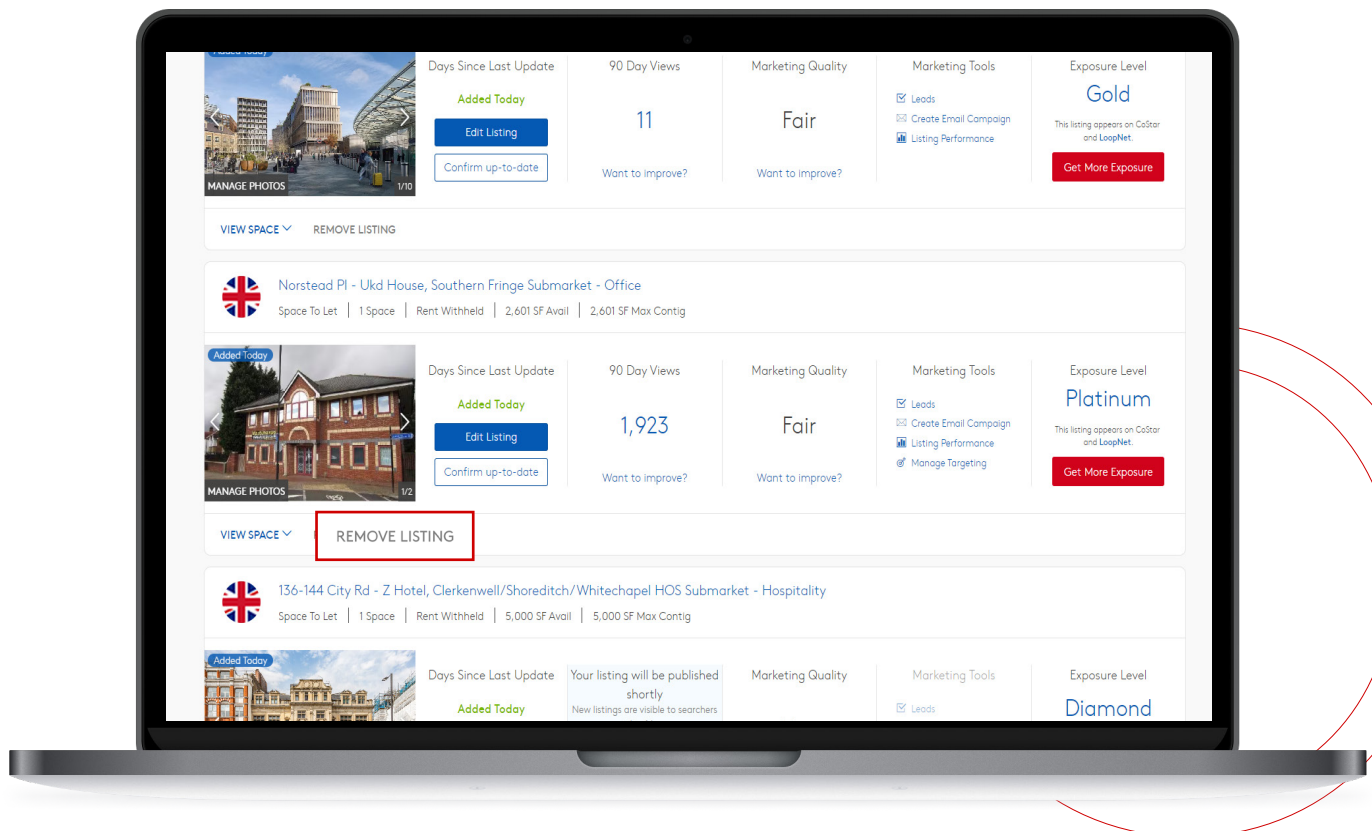 Added Today
Days Since Last Update
90 Day Views
Marketing Quality
Marketing Tools
Exposure Level
Added Today
11
Fair
Leads
Create Email Campaign
Listing Performance
Gold
This listing appears on CoStar
and LoopNet.
Edit Listing
Confirm up-to-date
Want to improve?
Want to improve?
Get More Exposure
MANAGE PHOTOS
1/10
VIEW SPACE
REMOVE LISTING
Norstead Pl - Ukd House, Southern Fringe Submarket - Office
Space To Let | 1 Space | Rent Withheld | 2,601 SF Avail | 2,601 SF Max Contig
Added Today
Days Since Last Update
90 Day Views
Marketing Quality
Marketing Tools
Exposure Level
Added Today
1,923
Fair
Leads
Create Email Campaign
Listing Performance
Manage Targeting
Platinum
This listing appears on CoStar
and LoopNet.
Edit Listing
Confirm up-to-date
Want to improve?
Want to improve?
Get More Exposure
MANAGE PHOTOS
1/2
VIEW SPACE
REMOVE LISTING
136-144 City Rd - Z Hotel, Clerkenwell/Shoreditch/Whitechapel HOS Submarket - Hospitality
Space To Let | 1 Space | Rent Withheld | 5,000 SF Avail | 5,000 SF Max Contig
Added Today
Days Since Last Update
Your listing will be published
shortly
New listings are visible to searchers
Marketing Quality
Marketing Tools
Exposure Level
Added Today
Leads
Diamond